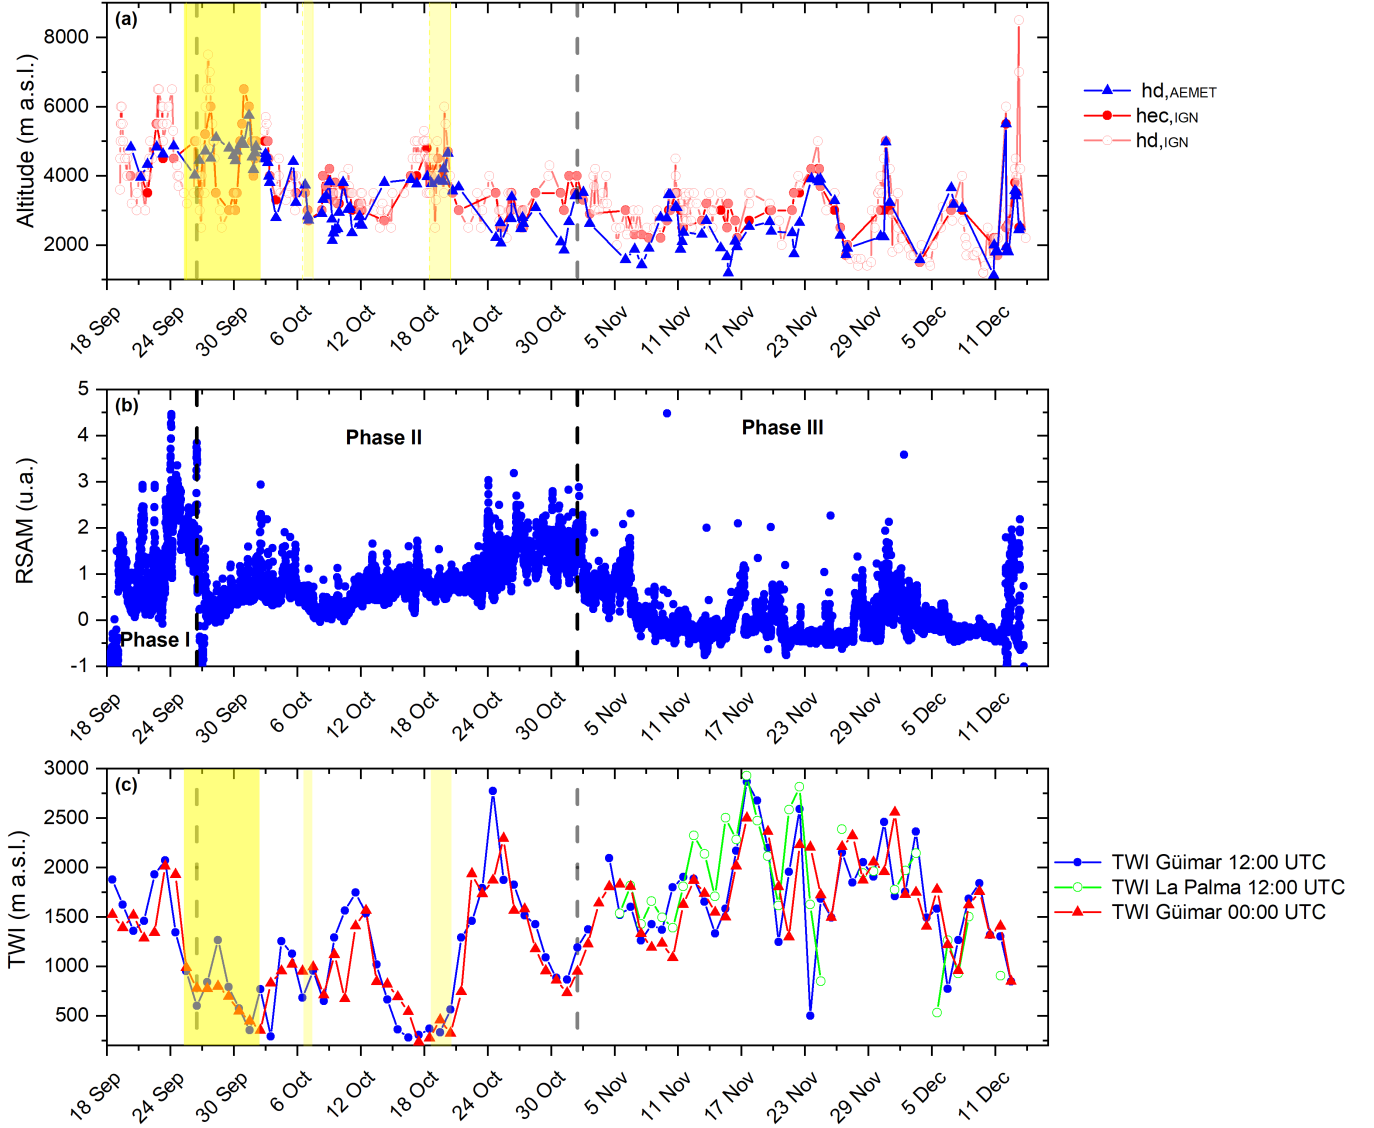 (a)
8000
6000
4000
2000
Altitude (m a.s.l.)
18 Sep
24 Sep
30 Sep
6 Oct
12 Oct
18 Oct
24 Oct
30 Oct
5 Nov
11 Nov
17 Nov
23 Nov
29 Nov
5 Dec
11 Dec
hd,AEMET
hec,IGN
hd,IGN
(b)
5
4
3
2
1
0
-1
RSAM (u.a.)
Phase I
Phase II
Phase III
18 Sep
24 Sep
30 Sep
6 Oct
12 Oct
18 Oct
24 Oct
30 Oct
5 Nov
11 Nov
17 Nov
23 Nov
29 Nov
5 Dec
11 Dec
(c)
3000
2500
2000
1500
1000
500
TWI (m a.s.l.)
18 Sep
24 Sep
30 Sep
6 Oct
12 Oct
18 Oct
24 Oct
30 Oct
5 Nov
11 Nov
17 Nov
23 Nov
29 Nov
5 Dec
11 Dec
TWI Güimar 12:00 UTC
TWI La Palma 12:00 UTC
TWI Güimar 00:00 UTC